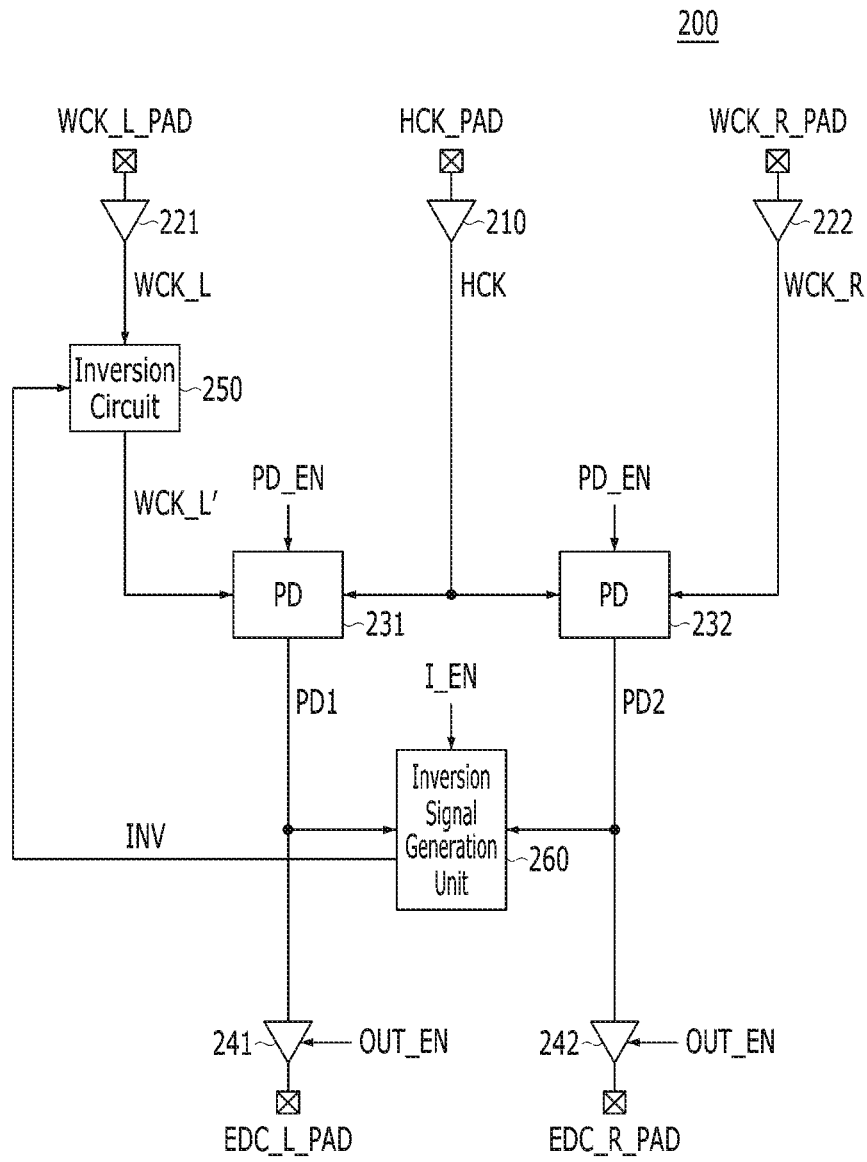 200
WCK_L_PAD
HCK_PAD
WCK_R_PAD
221
210
222
WCK_L
HCK
WCK_R
Inversion
Circuit
250
WCK_L′
PD_EN
PD_EN
PD
231
PD
232
PD1
I_EN
PD2
Inversion
Signal
Generation
Unit
260
INV
241
OUT_EN
242
OUT_EN
EDC_L_PAD
EDC_R_PAD